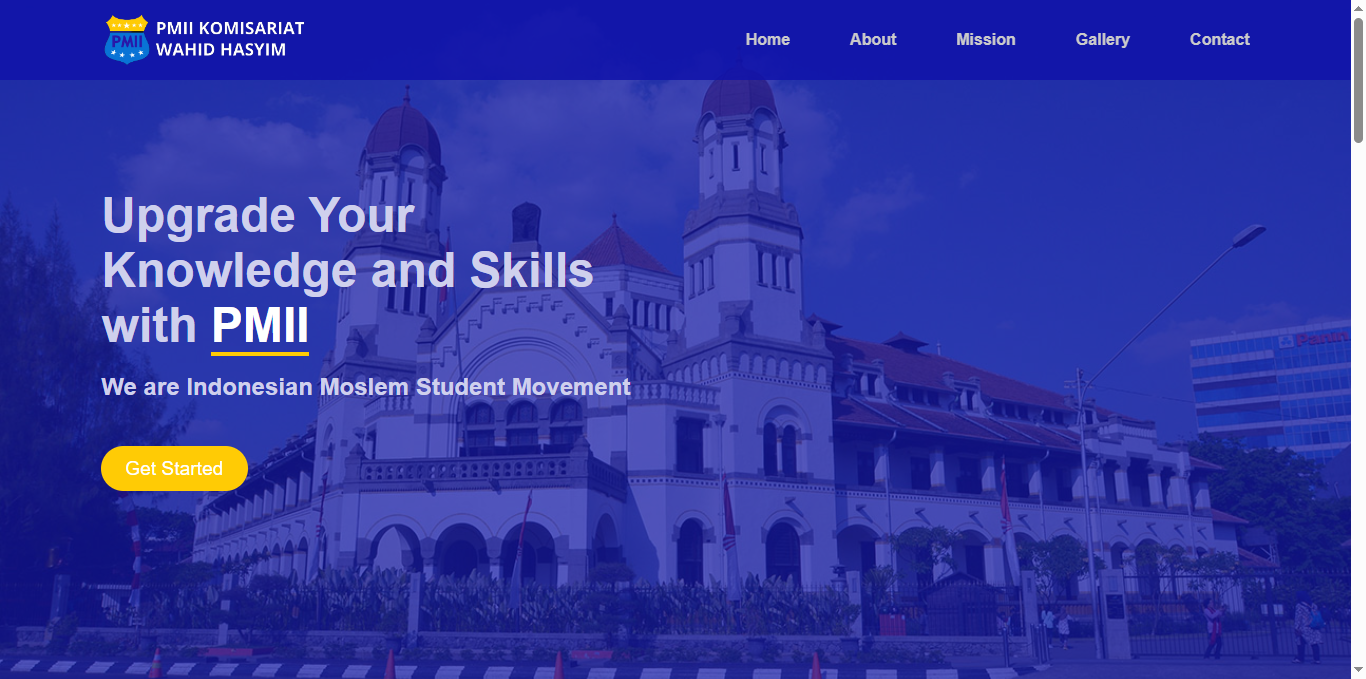 PMII
PMII KOMISARIAT
WAHID HASYIM
Home
About
Mission
Gallery
Contact
Upgrade Your
Knowledge and Skills
with PMII
We are Indonesian Moslem Student Movement
Get Started